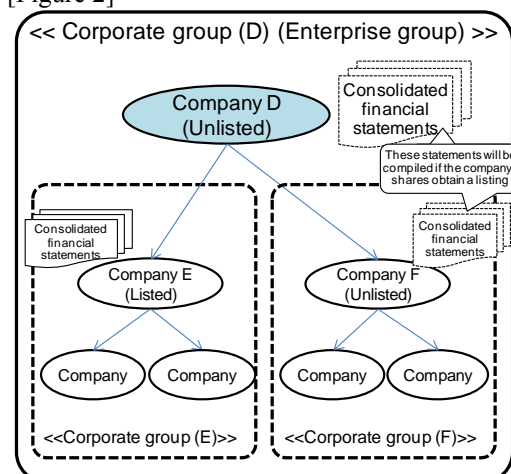 [Figure 2]
<< Corporate group (D) (Enterprise group) >>
Company D
(Unlisted)
Consolidated
financial
statements
These statements will be
compiled if the company
shares obtain a listing
Consolidated
financial
statements
Consolidated
financial
statements
Company E
(Listed)
Company F
(Unlisted)
Company
Company
Company
Company
<<Corporate group (E)>>
<<Corporate group (F)>>